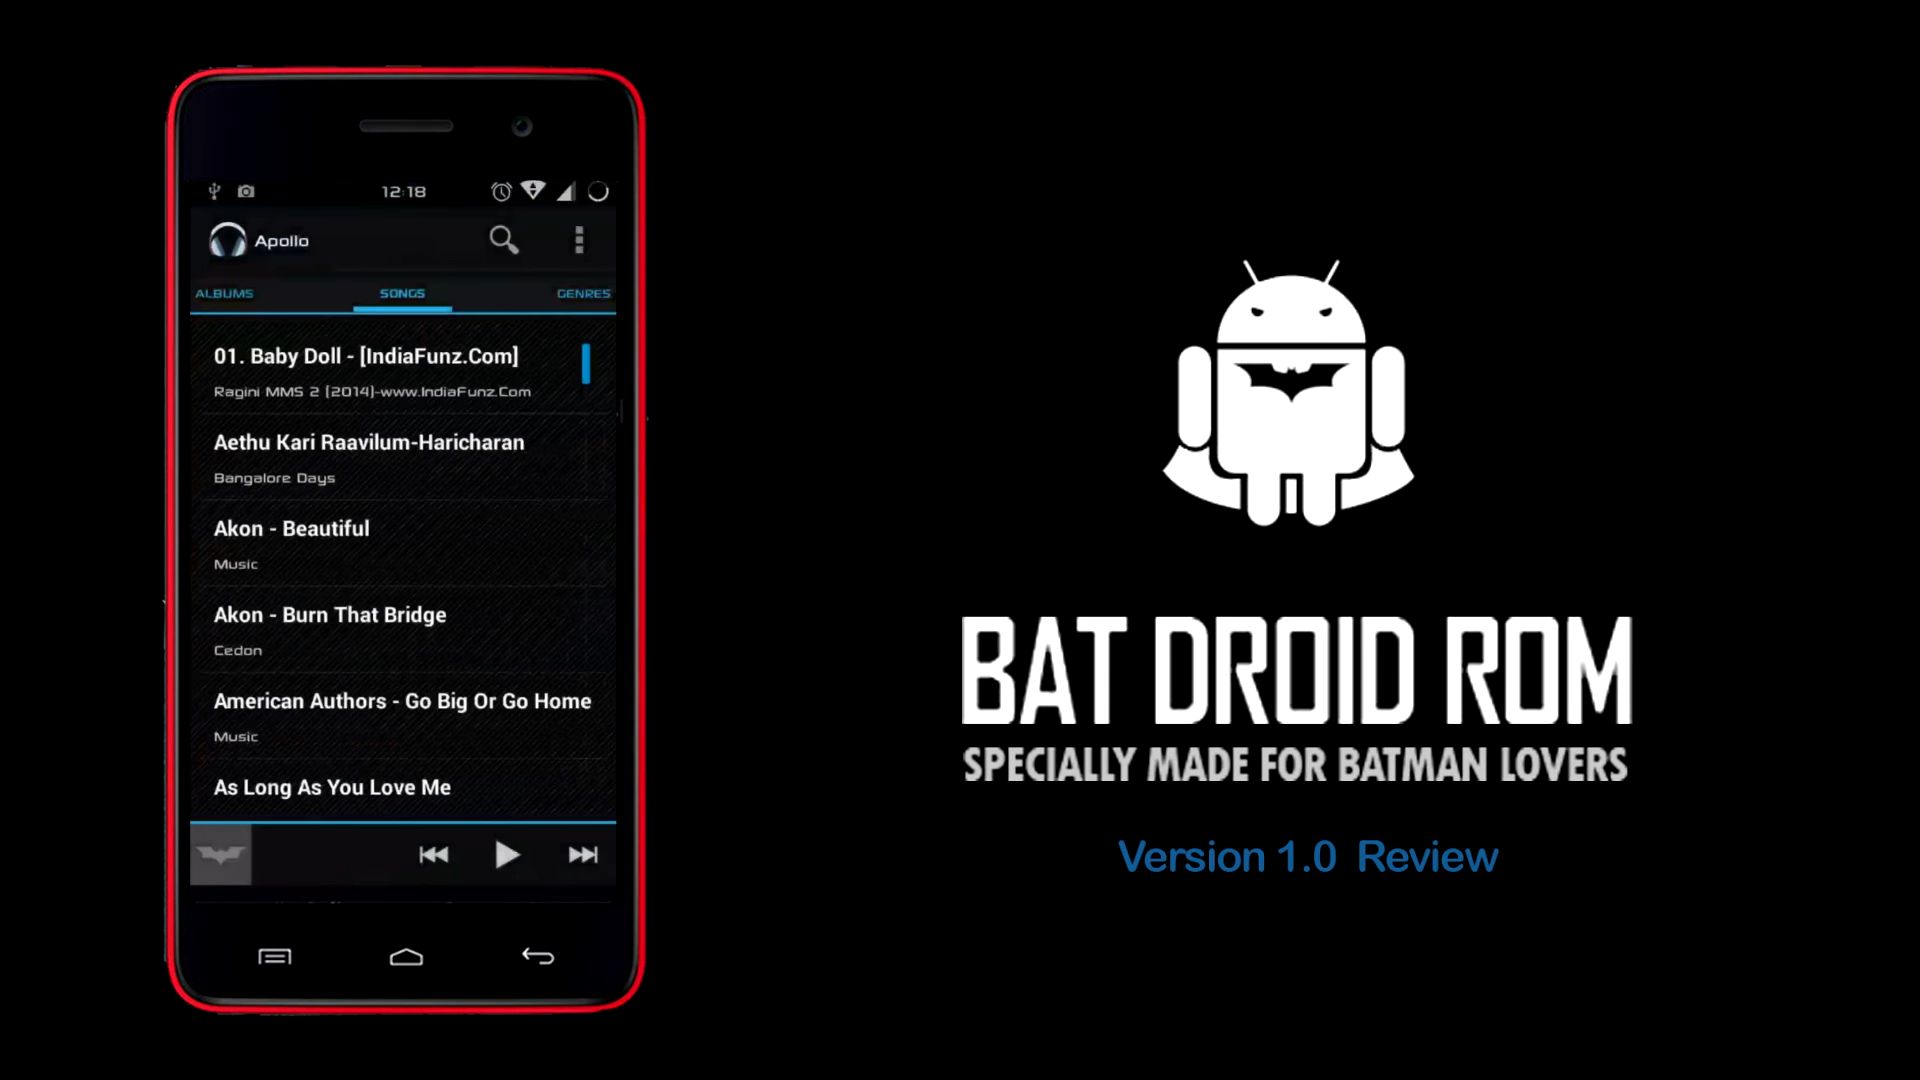 12:18
Apollo
ALBUMS SONGS GENRES
01. Baby Doll - [IndiaFunz.Com]
Ragini MMS 2 [2014]-www.IndiaFunz.Com
Aethu Kari Raavilum-Haricharan
Bangalore Days
Akon - Beautiful
Music
Akon - Burn That Bridge
Cedon
American Authors - Go Big Or Go Home
Music
As Long As You Love Me
BAT DROID ROM
SPECIALLY MADE FOR BATMAN LOVERS
Version 1.0 Review